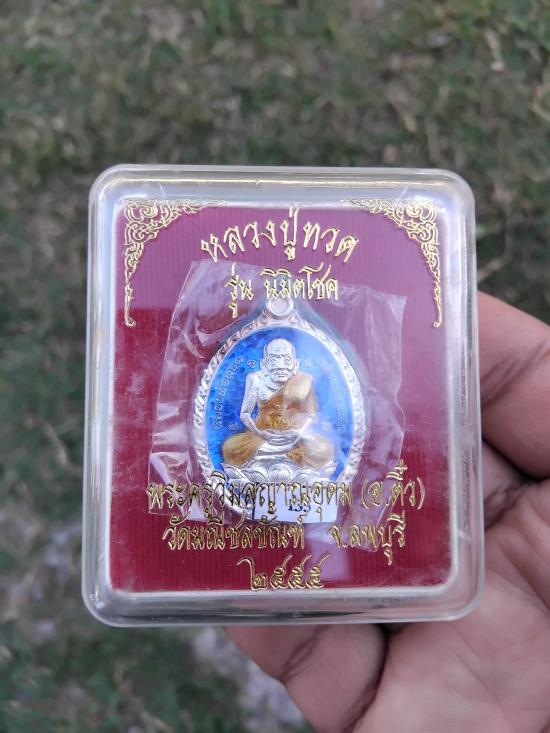 หลวงปู่ทวด
รุ่น นิมิตโชค
พระครูวิมลญาณอุดม (อ.ติ๋ว)
วัดมณีชลขัณฑ์ จ.ลพบุรี
๒๕๕๕